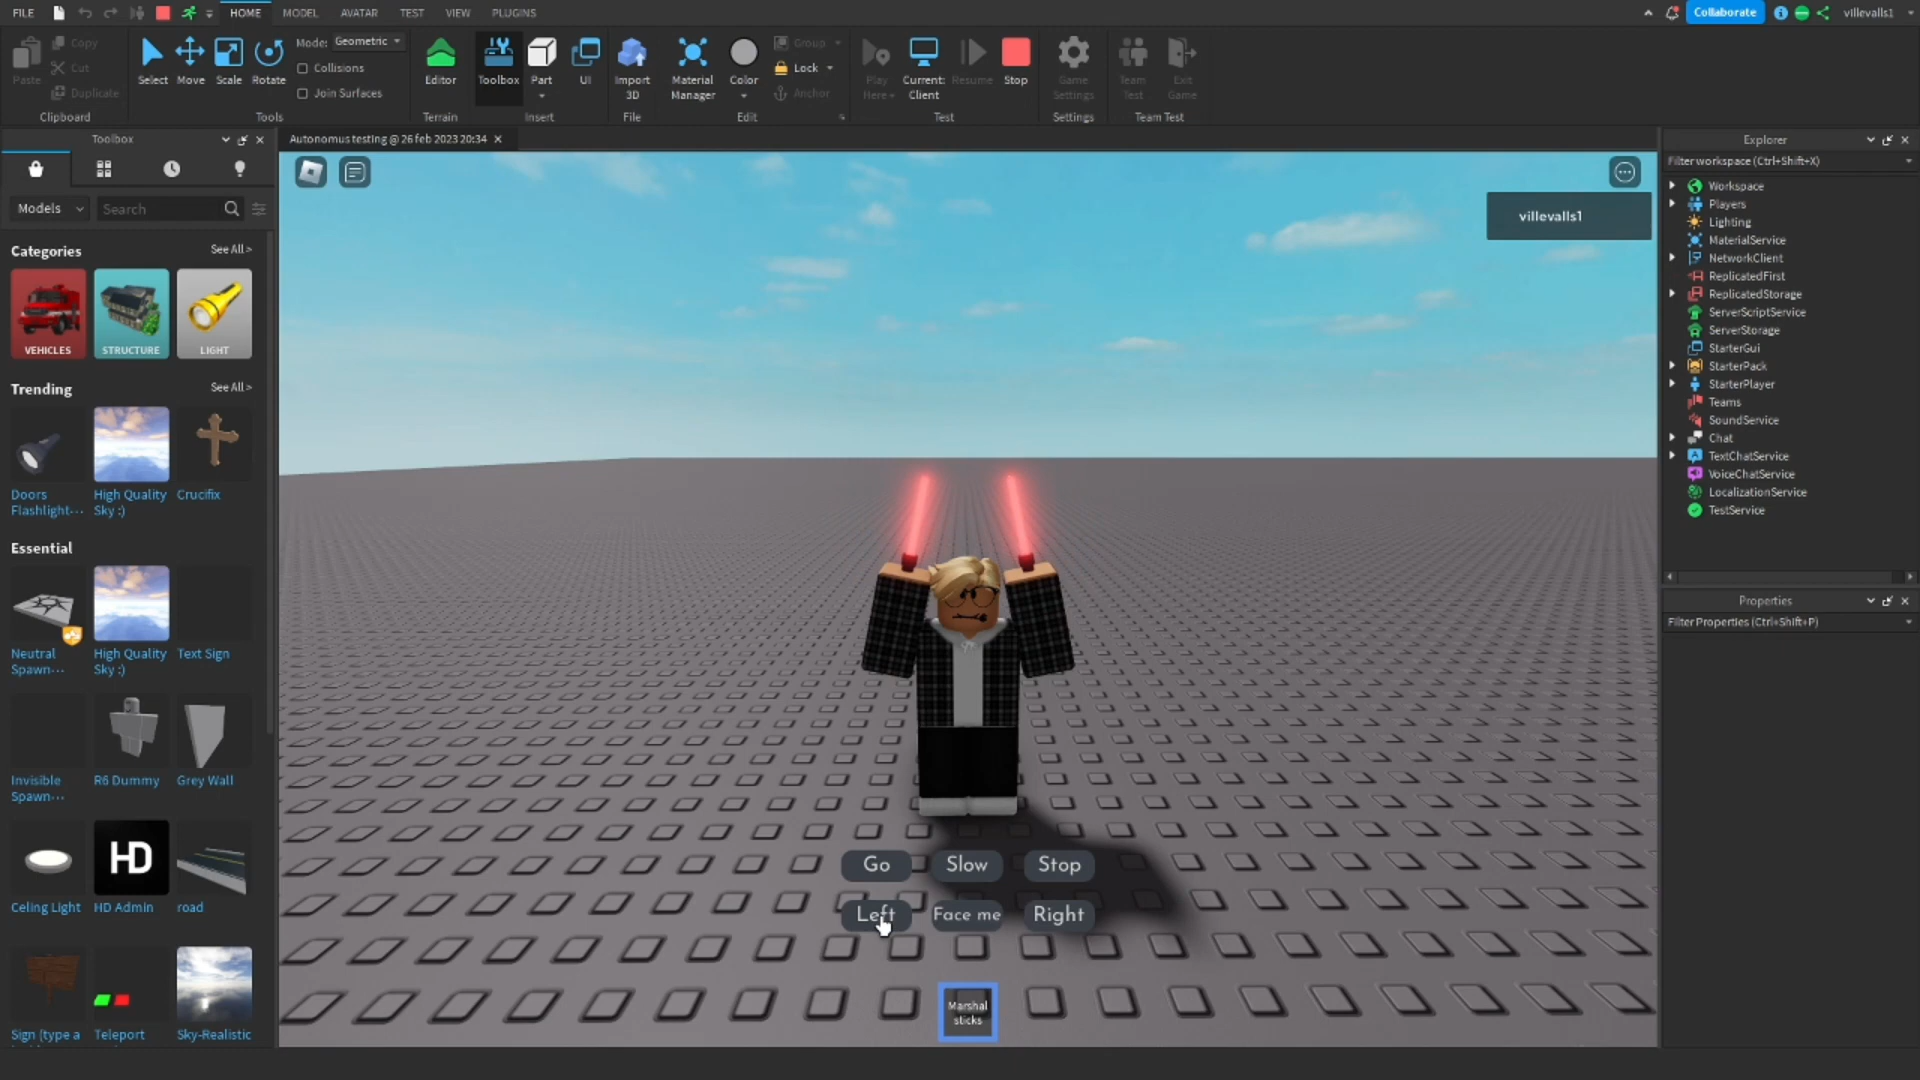 FILE HOME MODEL AVATAR TEST VIEW PLUGINS Collaborate villevalls1
Paste
Copy
Cut
Duplicate
Clipboard
Select Move Scale Rotate
Mode: Geometric
Collisions
Join Surfaces
Tools
Editor
Terrain
Toolbox Part UI
Insert
Import
3D
File
Material
Manager
Color
Group
Lock
Anchor
Edit
Play
Here
Current:
Client
Resume Stop
Test
Game
Settings
Settings
Team
Test
Exit
Game
Team Test
Toolbox
Models Search
Categories See All >
VEHICLES STRUCTURE LIGHT
Trending See All >
Doors
Flashlight···
High Quality
Sky :)
Crucifix
Essential
Neutral
Spawn···
High Quality
Sky :)
Text Sign
Invisible
Spawn···
R6 Dummy Grey Wall
HD
Celing Light HD Admin road
Sign (type a Teleport Sky-Realistic
Autonomus testing @ 26 feb 2023 20:34
villevalls1
Go Slow Stop
Left Face me Right
Marshal
sticks
Explorer
Filter workspace (Ctrl+Shift+X)
Workspace
Players
Lighting
MaterialService
NetworkClient
ReplicatedFirst
ReplicatedStorage
ServerScriptService
ServerStorage
StarterGui
StarterPack
StarterPlayer
Teams
SoundService
Chat
TextChatService
VoiceChatService
LocalizationService
TestService
Properties
Filter Properties (Ctrl+Shift+P)